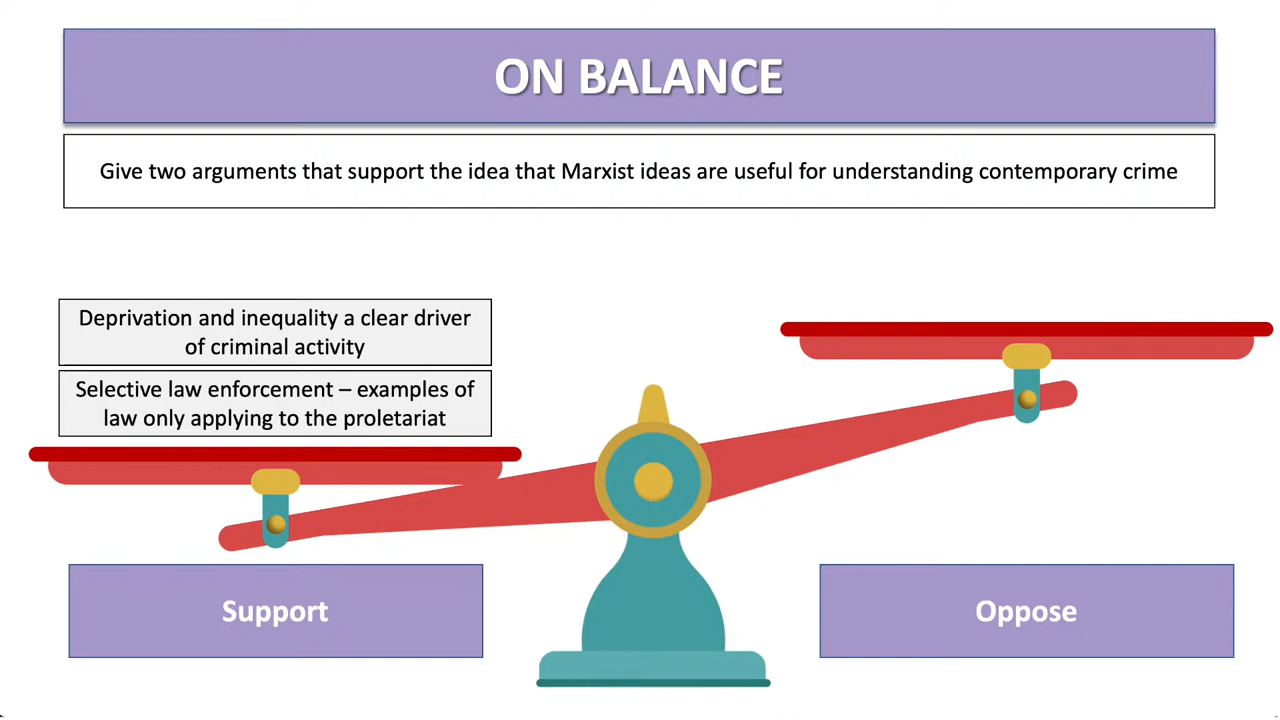 ON BALANCE
Give two arguments that support the idea that Marxist ideas are useful for understanding contemporary crime
Deprivation and inequality a clear driver
of criminal activity
Selective law enforcement – examples of
law only applying to the proletariat
Support
Oppose